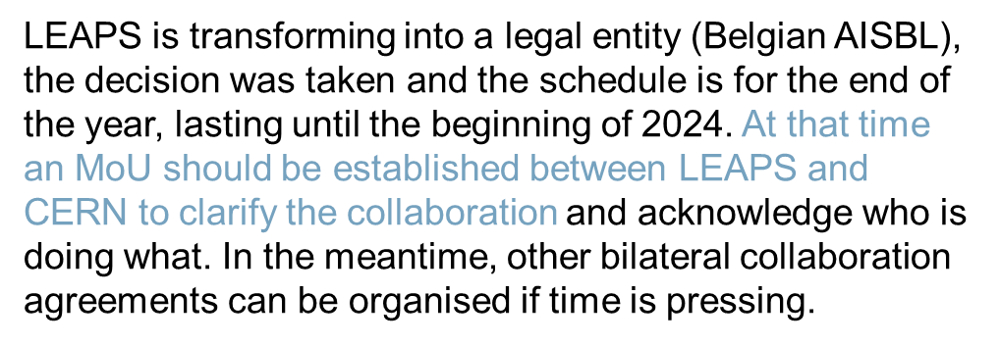 LEAPS is transforming into a legal entity (Belgian AISBL),
the decision was taken and the schedule is for the end of
the year, lasting until the beginning of 2024. At that time
an MoU should be established between LEAPS and
CERN to clarify the collaboration and acknowledge who is
doing what. In the meantime, other bilateral collaboration
agreements can be organised if time is pressing.